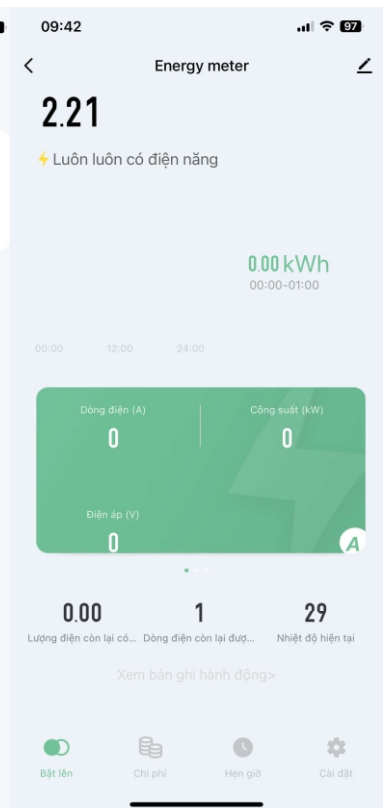 09:42
97
Energy meter
2.21
Luôn luôn có điện năng
0.00 kWh
00:00-01:00
00:00 12:00 24:00
Dòng điện (A) Công suất (kW)
0 0
Điện áp (V)
0
A
0.00 1 29
Lượng điện còn lại có... Dòng điện còn lại đượ... Nhiệt độ hiện tại
Xem bản ghi hành động>
Bật lên Chi phí Hẹn giờ Cài đặt